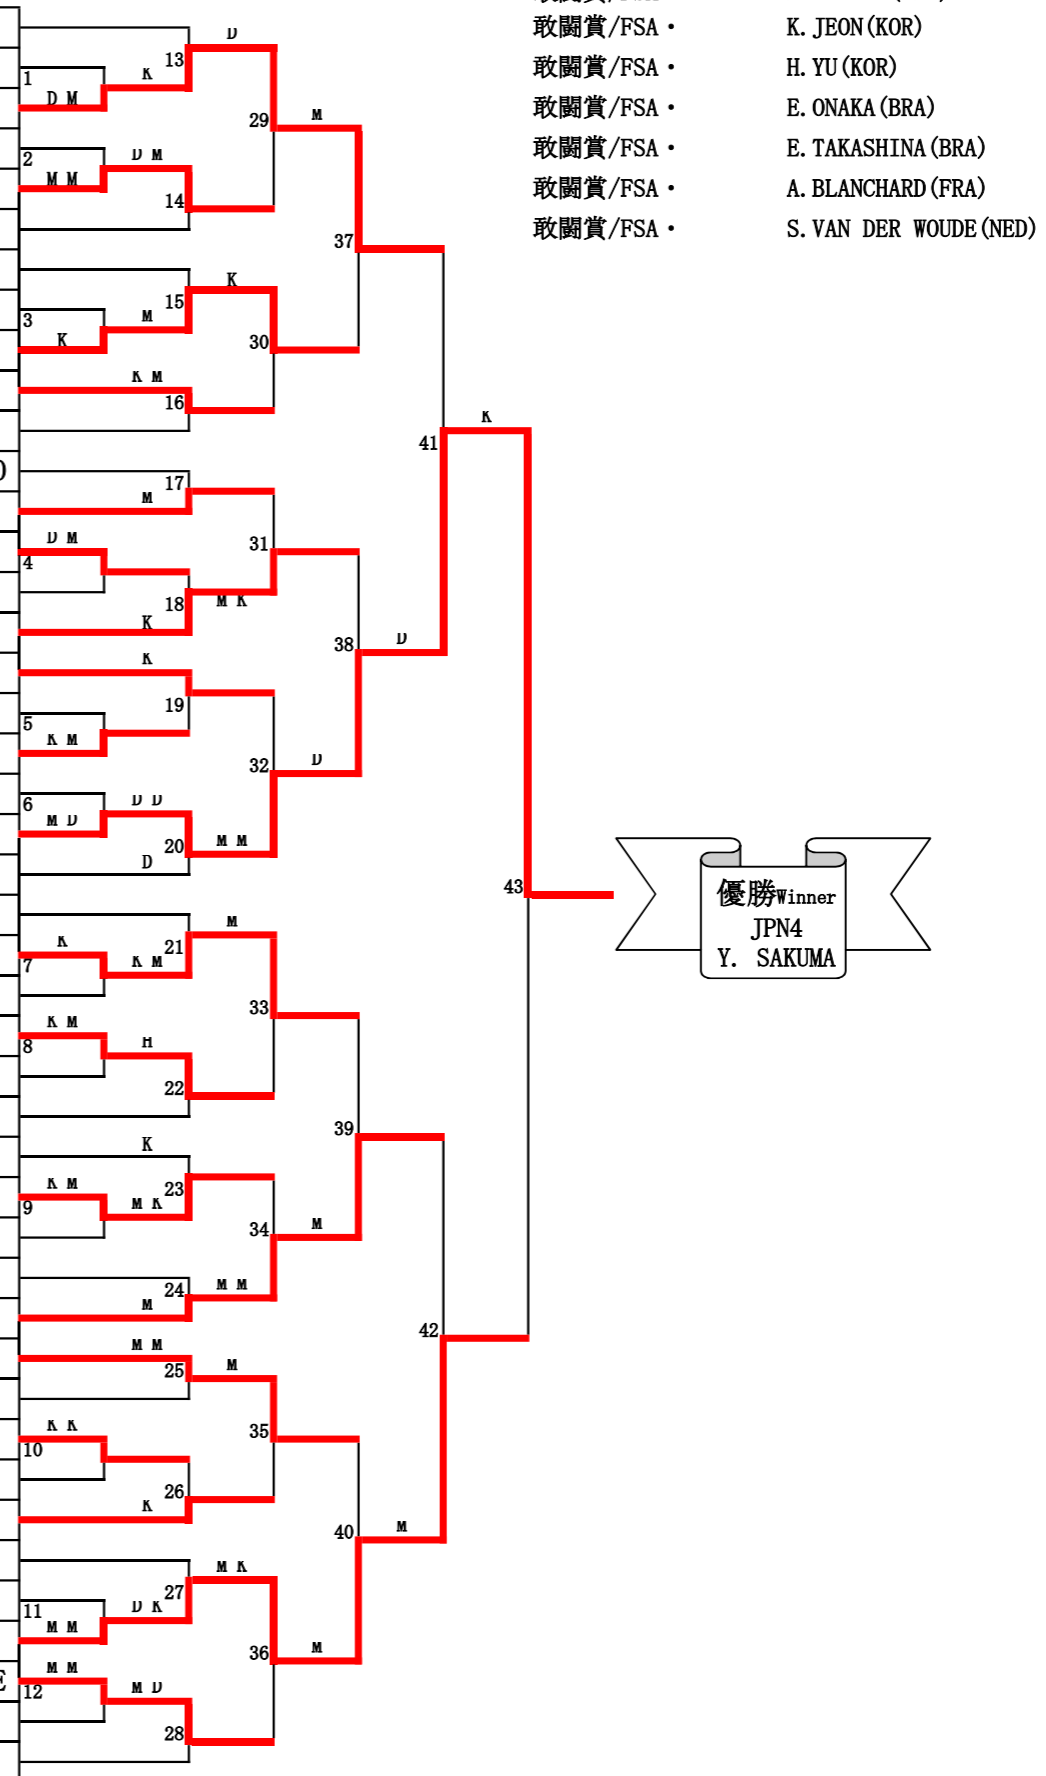 敢闘賞/FSA・ K. JEON(KOR)
敢闘賞/FSA・ H. YU(KOR)
敢闘賞/FSA・ E. ONAKA(BRA)
敢闘賞/FSA・ E. TAKASHINA(BRA)
敢闘賞/FSA・ A. BLANCHARD(FRA)
敢闘賞/FSA・ S. VAN DER WOUDE(NED)
D
13
K
1
D M
29
M
2
D M
M M
14
37
K
15
M
3
K
30
K M
16
K
41
17
M
D M
31
4
18
M K
K
38
D
K
19
5
K M
32
D
6
D D
M D
20
M M
D
43
優勝Winner
JPN4
Y. SAKUMA
M
K
21
K M
7
33
K M
H
8
22
39
K
K M
23
M K
9
34
M
24
M M
M
42
M M
25
M
K K
35
10
26
K
40
M
M K
27
D K
11
M M
36
M
M M
M D
12
28